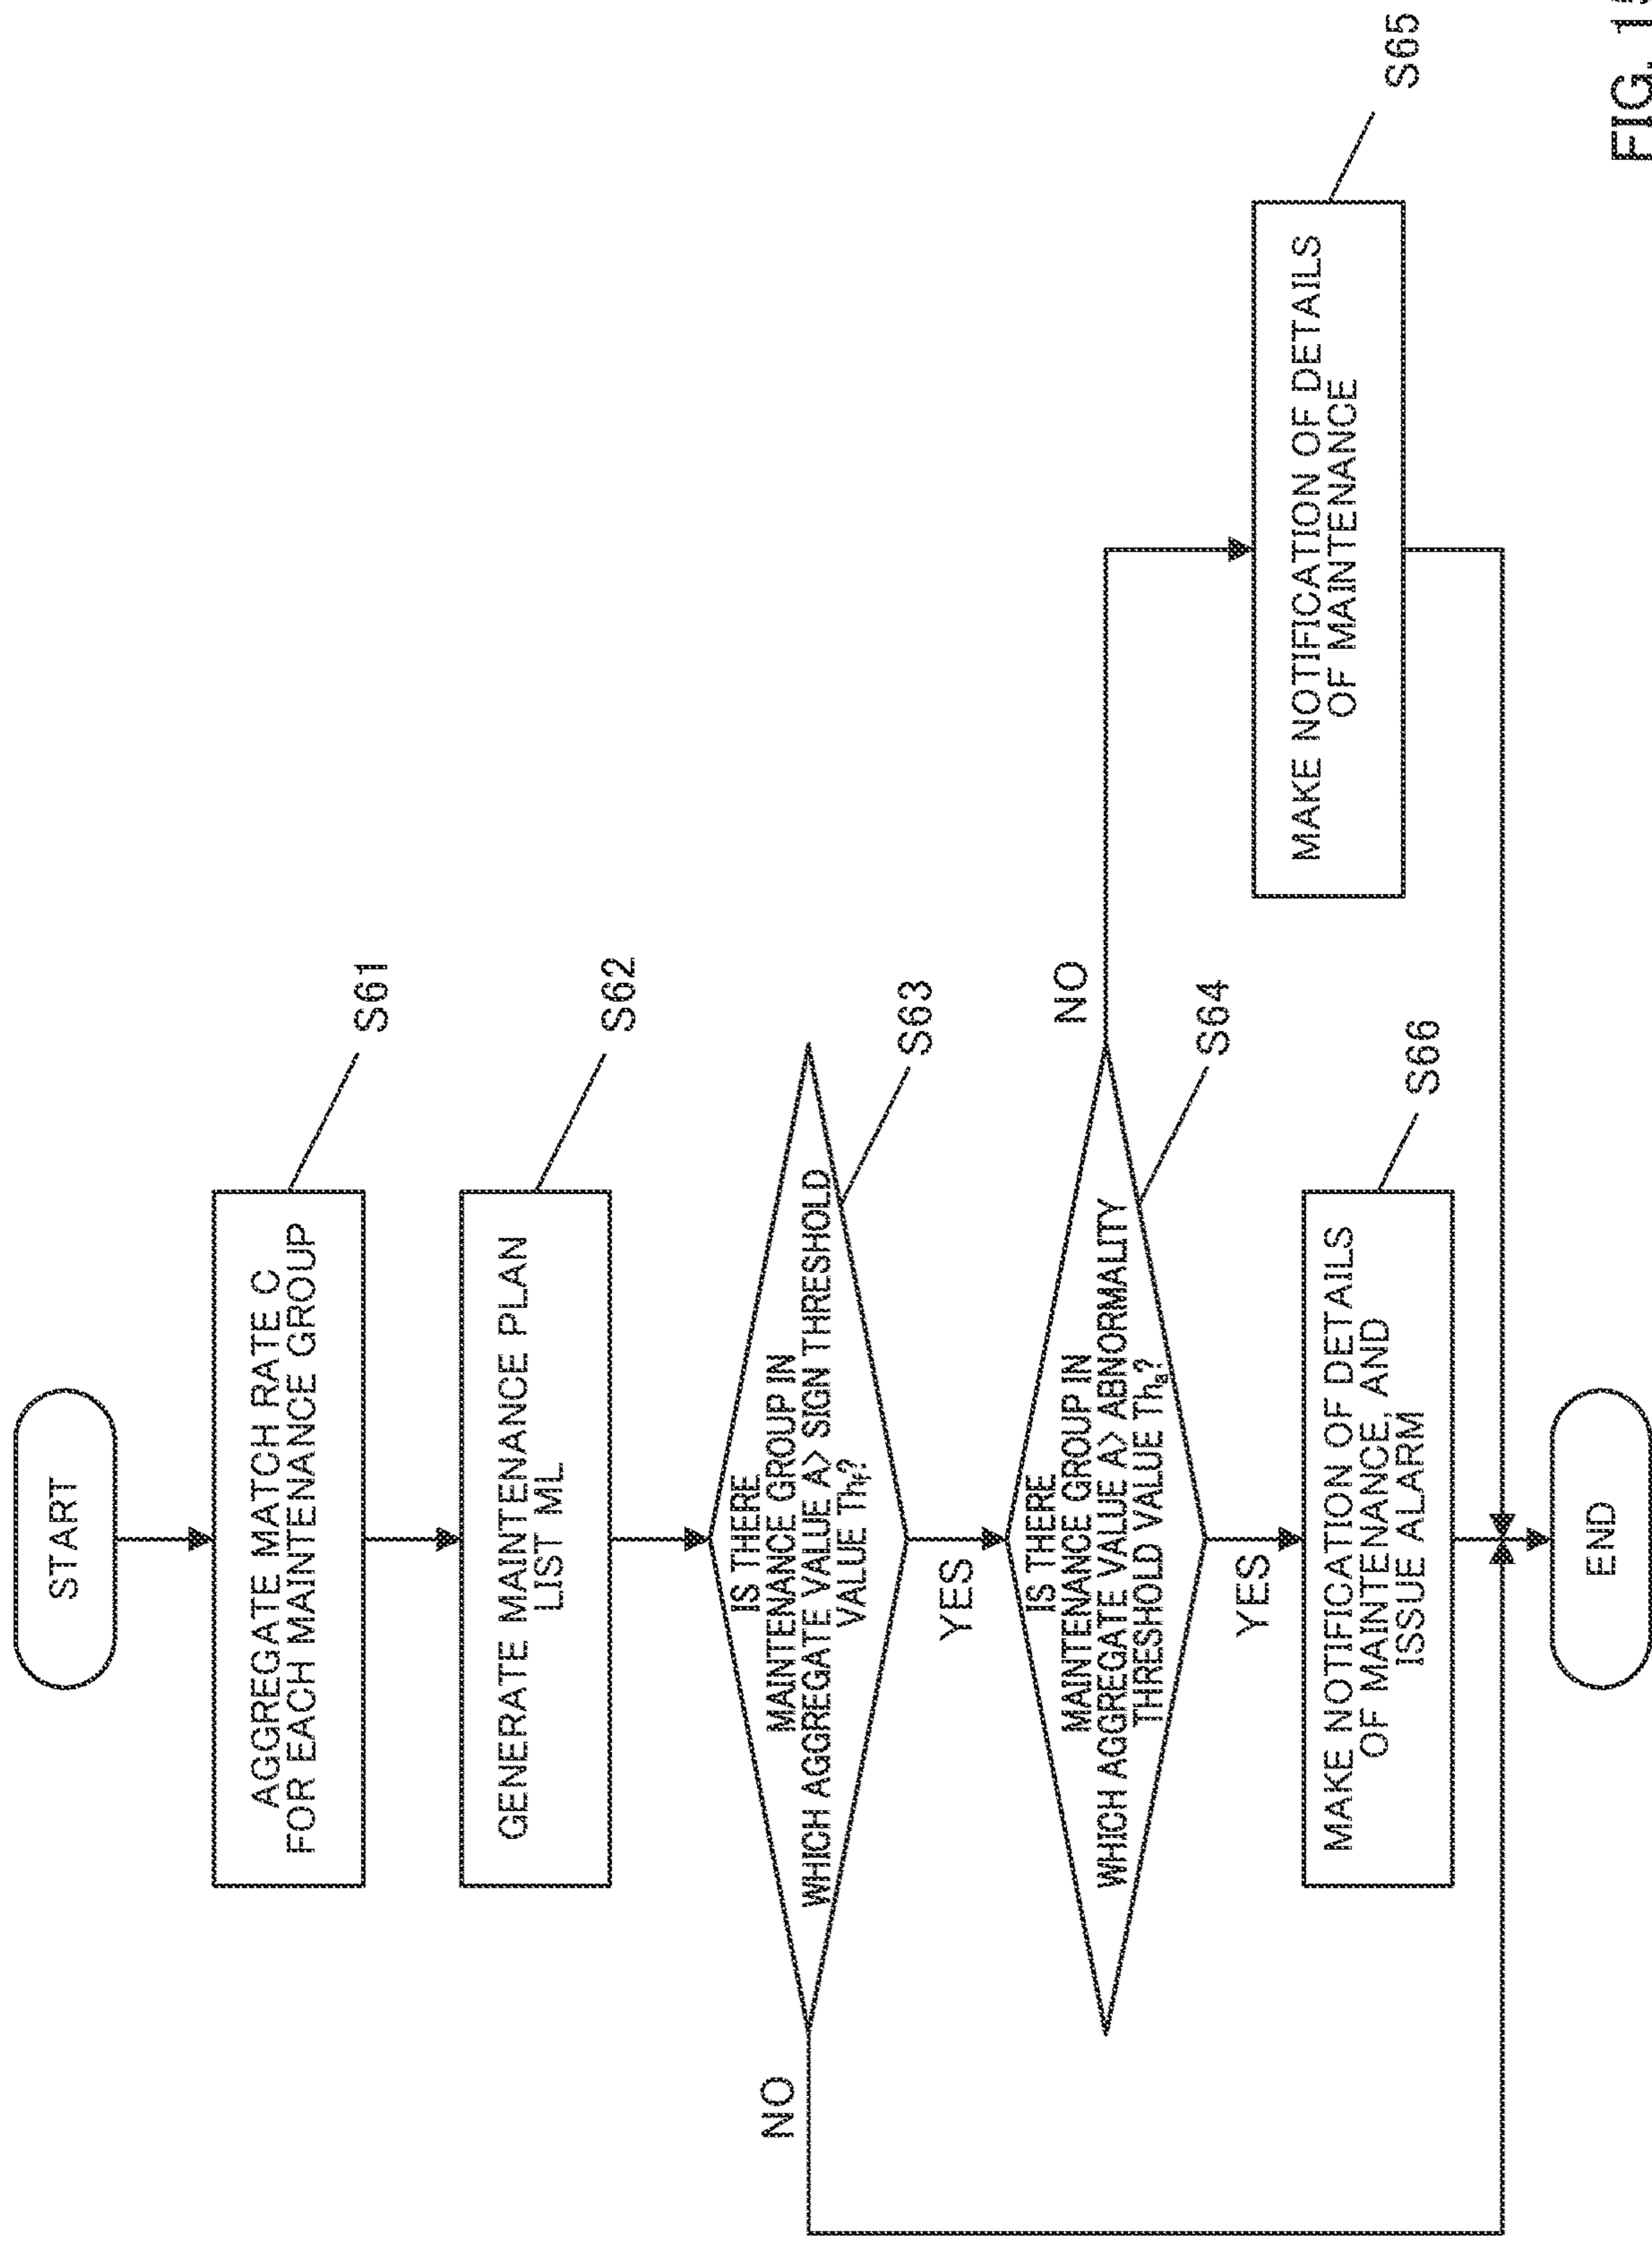 START
AGGREGATE MATCH RATE C
FOR EACH MAINTENANCE GROUP
S61
GENERATE MAINTENANCE PLAN
LIST ML
S62
IS THERE
MAINTENANCE GROUP IN
WHICH AGGREGATE VALUE A> SIGN THRESHOLD
VALUE Thf?
S63
NO
YES
IS THERE
MAINTENANCE GROUP IN
WHICH AGGREGATE VALUE A> ABNORMALITY
THRESHOLD VALUE Tha?
S64
NO
YES
MAKE NOTIFICATION OF DETAILS
OF MAINTENANCE
S65
MAKE NOTIFICATION OF DETAILS
OF MAINTENANCE, AND
ISSUE ALARM
S66
END
FIG.